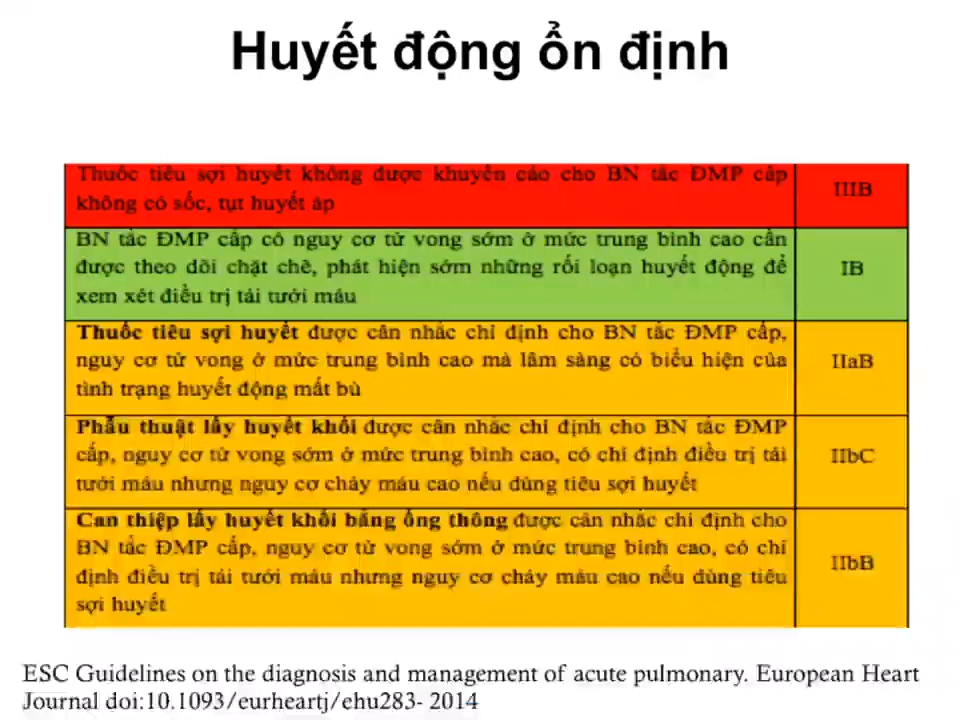 Huyết động ổn định
Thuốc tiêu sợi huyết không được khuyến cáo cho BN tắc ĐMP cấp
không có sốc, tụt huyết áp
IIIB
BN tắc ĐMP cấp có nguy cơ tử vong sớm ở mức trung bình cao cần
được theo dõi chặt chẽ, phát hiện sớm những rối loạn huyết động để
xem xét điều trị tái tưới máu
IB
Thuốc tiêu sợi huyết được cân nhắc chỉ định cho BN tắc ĐMP cấp,
nguy cơ tử vong ở mức trung bình cao mà lâm sàng có biểu hiện của
tình trạng huyết động mất bù
IIaB
Phẫu thuật lấy huyết khối được cân nhắc chỉ định cho BN tắc ĐMP
cấp, nguy cơ tử vong sớm ở mức trung bình cao, có chỉ định điều trị tái
tưới máu nhưng nguy cơ chảy máu cao nếu dùng tiêu sợi huyết
IIbC
Can thiệp lấy huyết khối bằng ống thông được cân nhắc chỉ định cho
BN tắc ĐMP cấp, nguy cơ tử vong sớm ở mức trung bình cao, có chỉ
định điều trị tái tưới máu nhưng nguy cơ chảy máu cao nếu dùng tiêu
sợi huyết
IIbB
ESC Guidelines on the diagnosis and management of acute pulmonary. European Heart
Journal doi:10.1093/eurheartj/ehu283- 2014